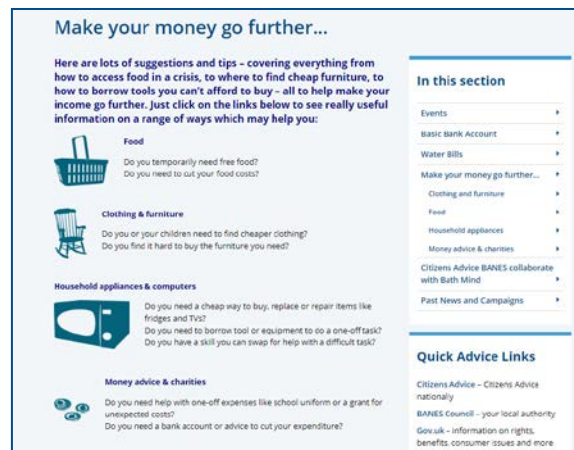 Make your money go further...
Here are lots of suggestions and tips – covering everything from
how to access food in a crisis, to where to find cheap furniture, to
how to borrow tools you can't afford to buy – all to help make your
income go further. Just click on the links below to see really useful
information on a range of ways which may help you:
Food
Do you temporarily need free food?
Do you need to cut your food costs?
Clothing & furniture
Do you or your children need to find cheaper clothing?
Do you find it hard to buy the furniture you need?
Household appliances & computers
Do you need a cheap way to buy, replace or repair items like
fridges and TVs?
Do you need to borrow tool or equipment to do a one-off task?
Do you have a skill you can swap for help with a difficult task?
Money advice & charities
Do you need help with one-off expenses like school uniform or a grant for
unexpected costs?
Do you need a bank account or advice to cut your expenditure?
In this section
Events
Basic Bank Account
Water Bills
Make your money go further...
Clothing and furniture
Food
Household appliances
Money advice & charities
Citizens Advice BANES collaborate
with Bath Mind
Past News and Campaigns
Quick Advice Links
Citizens Advice – Citizens Advice
nationally
BANES Council – your local authority
Gov.uk – information on rights,
benefits, consumer issues and more